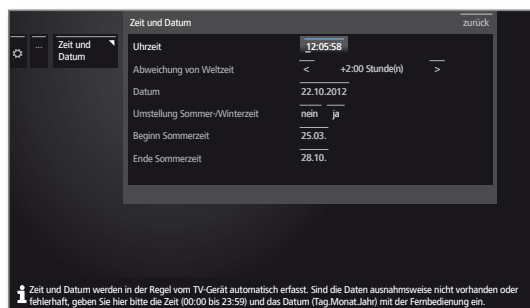 Zeit und Datum
zurück
...
Zeit und
Datum
Uhrzeit 12:05:58
Abweichung von Weltzeit < +2:00 Stunde(n) >
Datum 22.10.2012
Umstellung Sommer-/Winterzeit nein ja
Beginn Sommerzeit 25.03.
Ende Sommerzeit 28.10.
Zeit und Datum werden in der Regel vom TV-Gerät automatisch erfasst. Sind die Daten ausnahmsweise nicht vorhanden oder
fehlerhaft, geben Sie hier bitte die Zeit (00:00 bis 23:59) und das Datum (Tag.Monat.Jahr) mit der Fernbedienung ein.